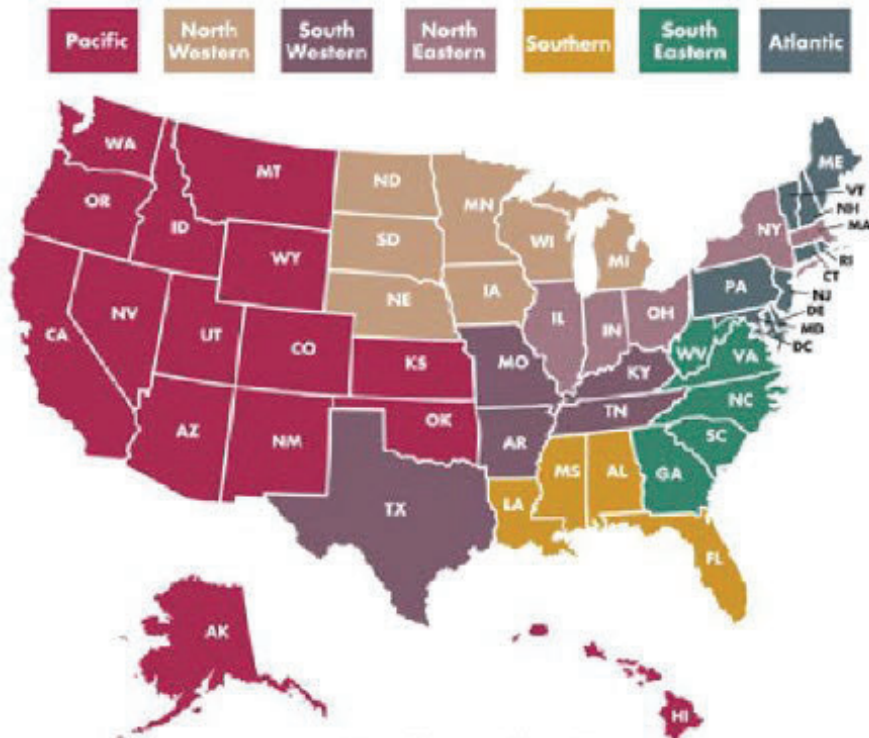 Pacific
North
Western
South
Western
North
Eastern
Southern
South
Eastern
Atlantic
WA
MT
ND
MN
ME
VT
NH
MA
OR
ID
SD
WI
NY
RI
CT
WY
MI
NJ
PA
DE
MD
DC
NV
NE
IA
IL
IN
OH
CA
UT
CO
WV
VA
KS
MO
KY
NC
TN
OK
AZ
NM
AR
SC
MS
AL
GA
TX
LA
FL
AK
HI